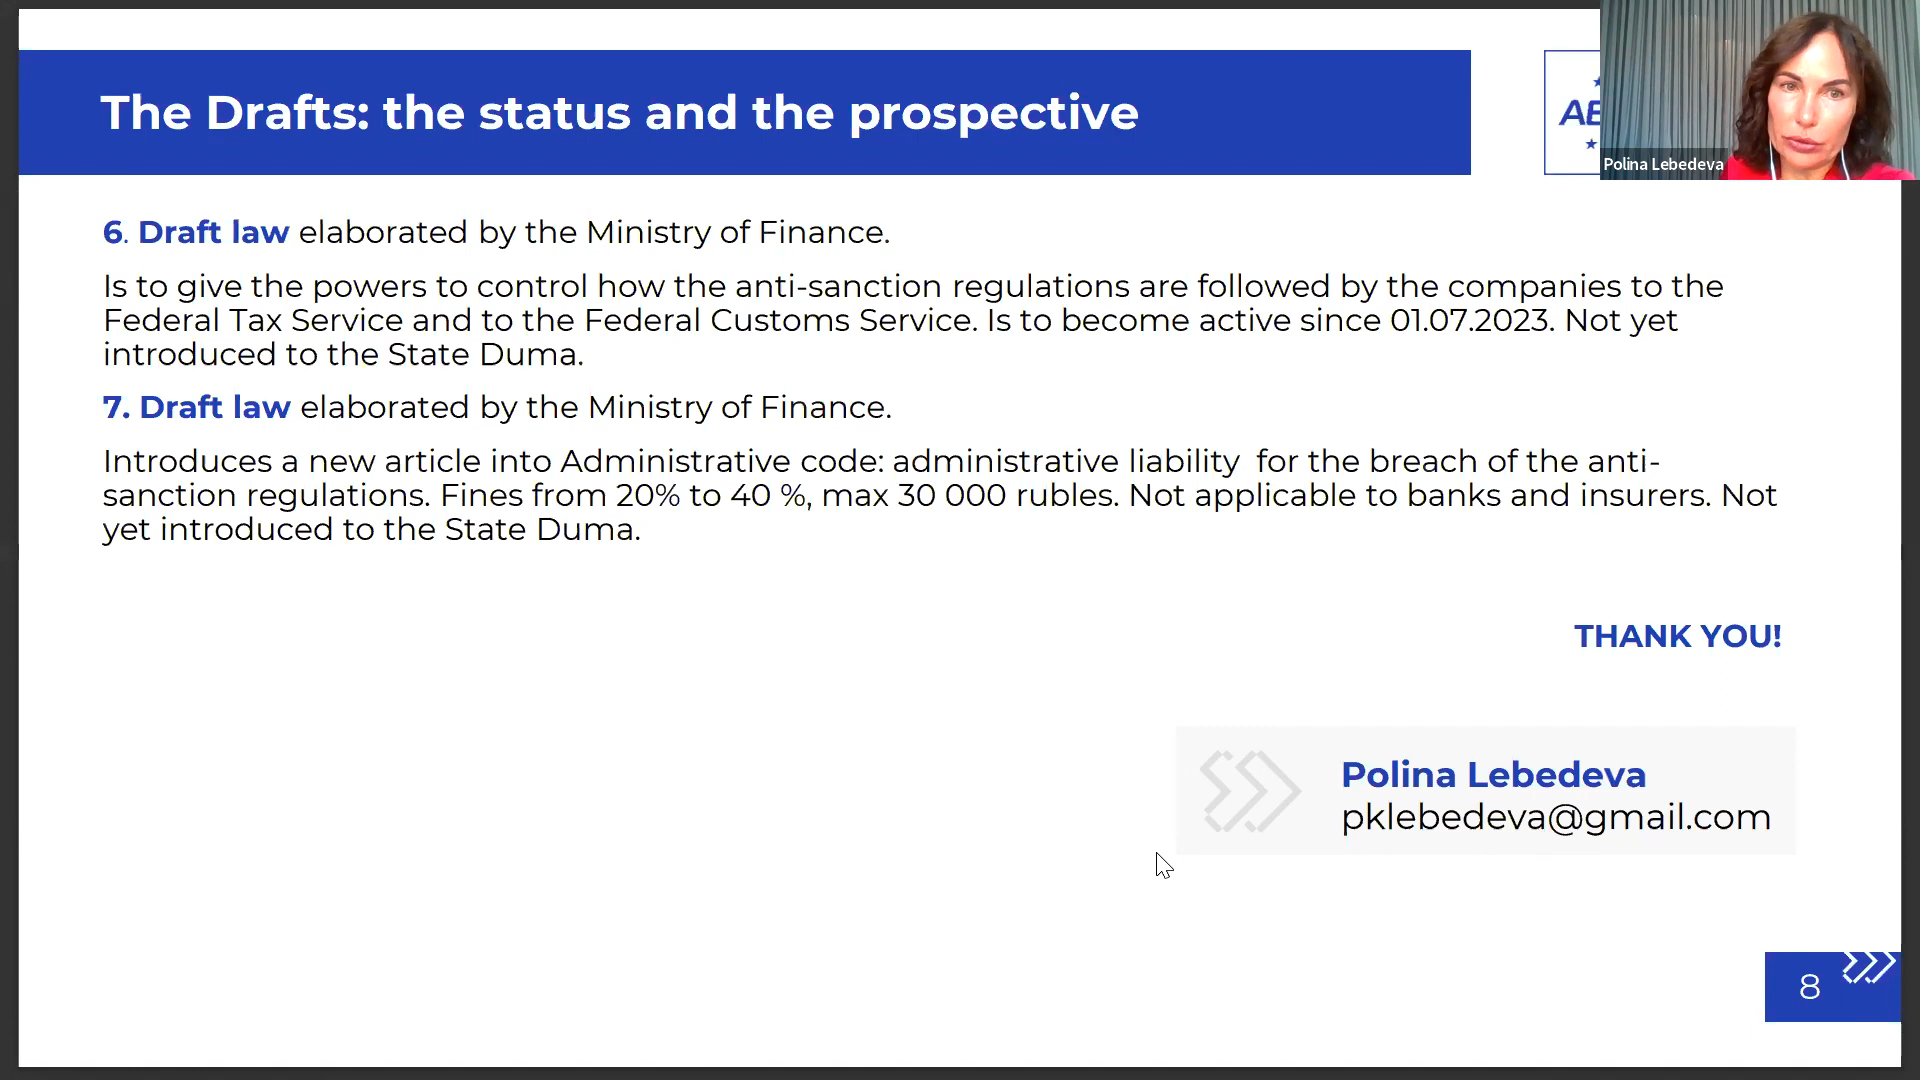 The Drafts: the status and the prospective
Polina Lebedeva
6. Draft law elaborated by the Ministry of Finance.
Is to give the powers to control how the anti-sanction regulations are followed by the companies to the
Federal Tax Service and to the Federal Customs Service. Is to become active since 01.07.2023. Not yet
introduced to the State Duma.
7. Draft law elaborated by the Ministry of Finance.
Introduces a new article into Administrative code: administrative liability for the breach of the anti-
sanction regulations. Fines from 20% to 40 %, max 30 000 rubles. Not applicable to banks and insurers. Not
yet introduced to the State Duma.
THANK YOU!
Polina Lebedeva
pklebedeva@gmail.com
8